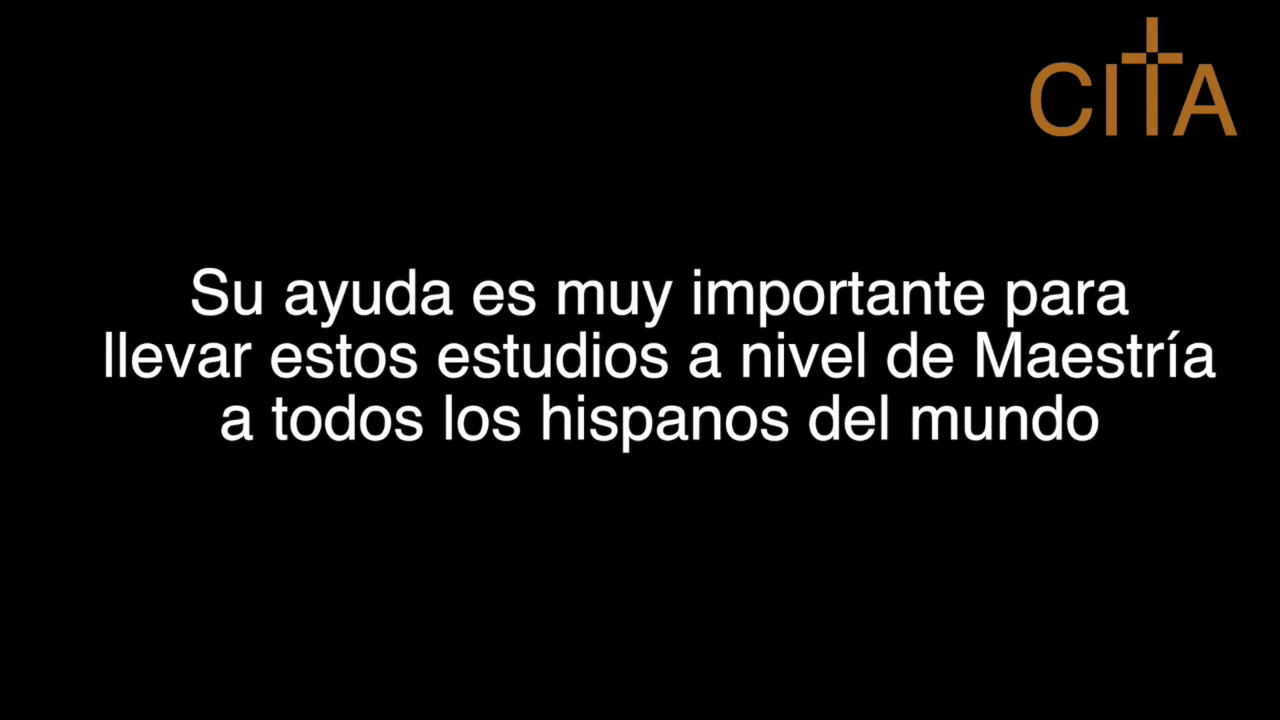 CITA
Su ayuda es muy importante para
llevar estos estudios a nivel de Maestría
a todos los hispanos del mundo